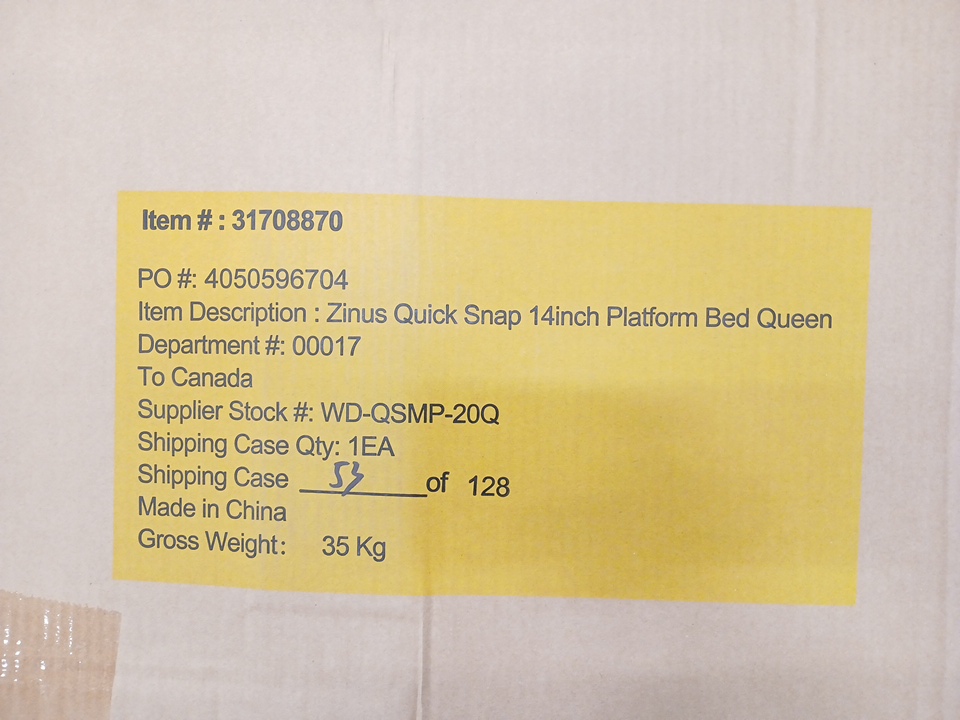 Item # : 31708870
PO #: 4050596704
Item Description : Zinus Quick Snap 14inch Platform Bed Queen
Department #: 00017
To Canada
Supplier Stock #: WD-QSMP-20Q
Shipping Case Qty: 1EA
Shipping Case 53 of 128
Made in China
Gross Weight: 35 Kg